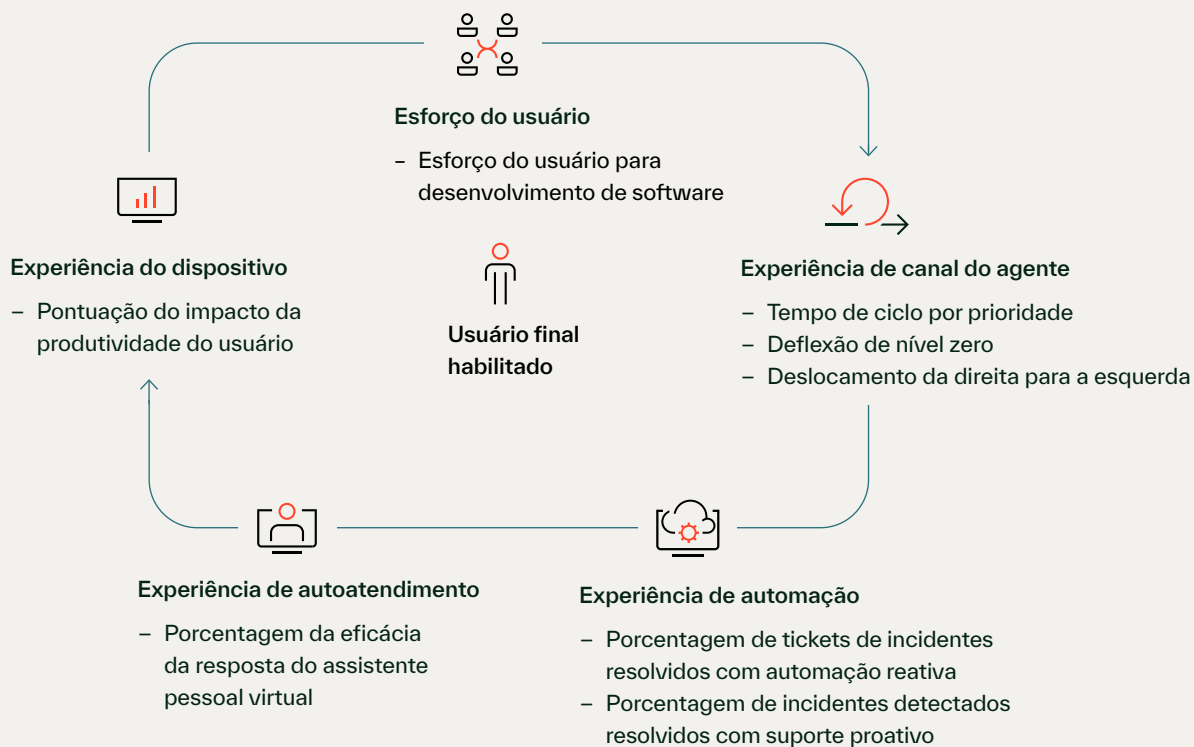 Esforço do usuário
– Esforço do usuário para
desenvolvimento de software
Experiência do dispositivo
– Pontuação do impacto da
produtividade do usuário
Usuário final
habilitado
Experiência de canal do agente
– Tempo de ciclo por prioridade
– Deflexão de nível zero
– Deslocamento da direita para a esquerda
Experiência de autoatendimento
– Porcentagem da eficácia
da resposta do assistente
pessoal virtual
Experiência de automação
– Porcentagem de tickets de incidentes
resolvidos com automação reativa
– Porcentagem de incidentes detectados
resolvidos com suporte proativo